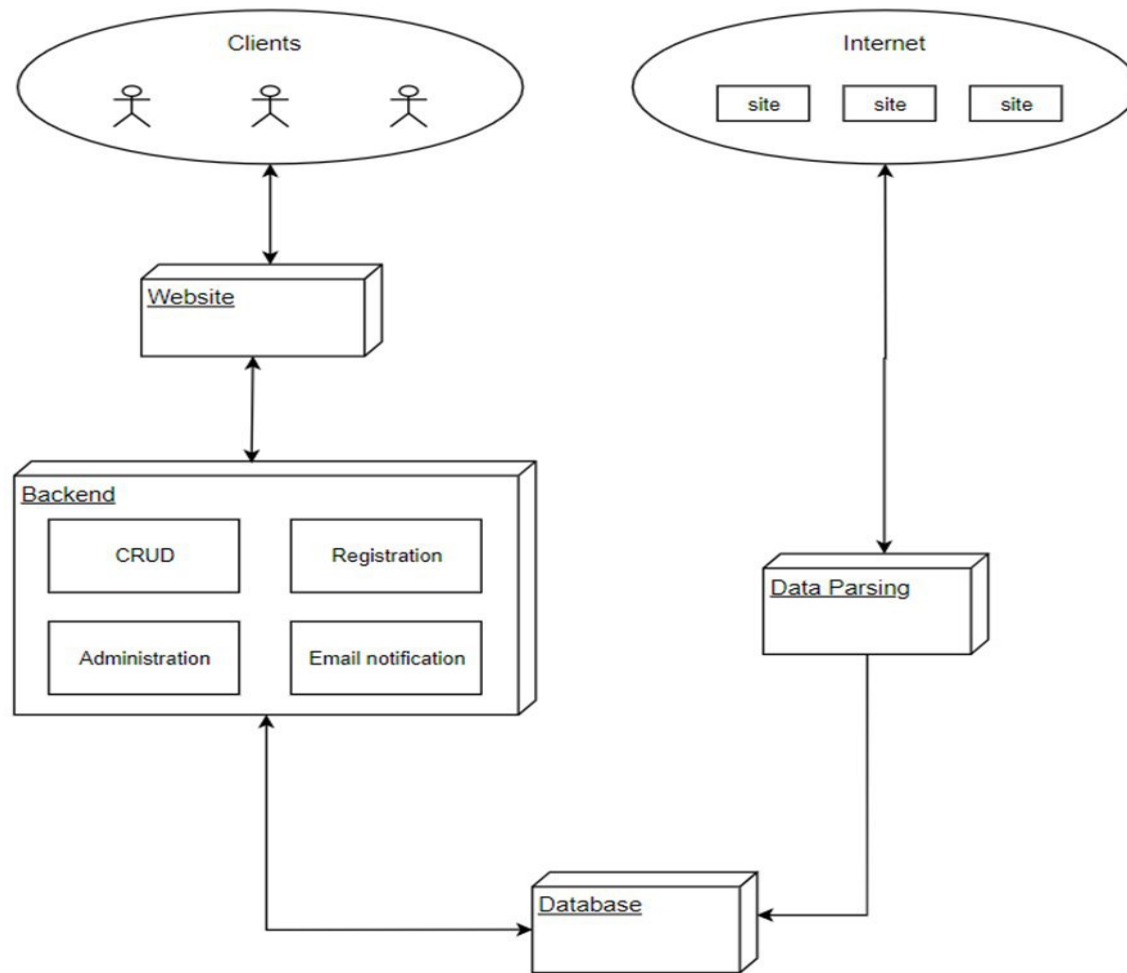 Clients
Internet
site
site
site
Website
Backend
CRUD
Registration
Administration
Email notification
Data Parsing
Database